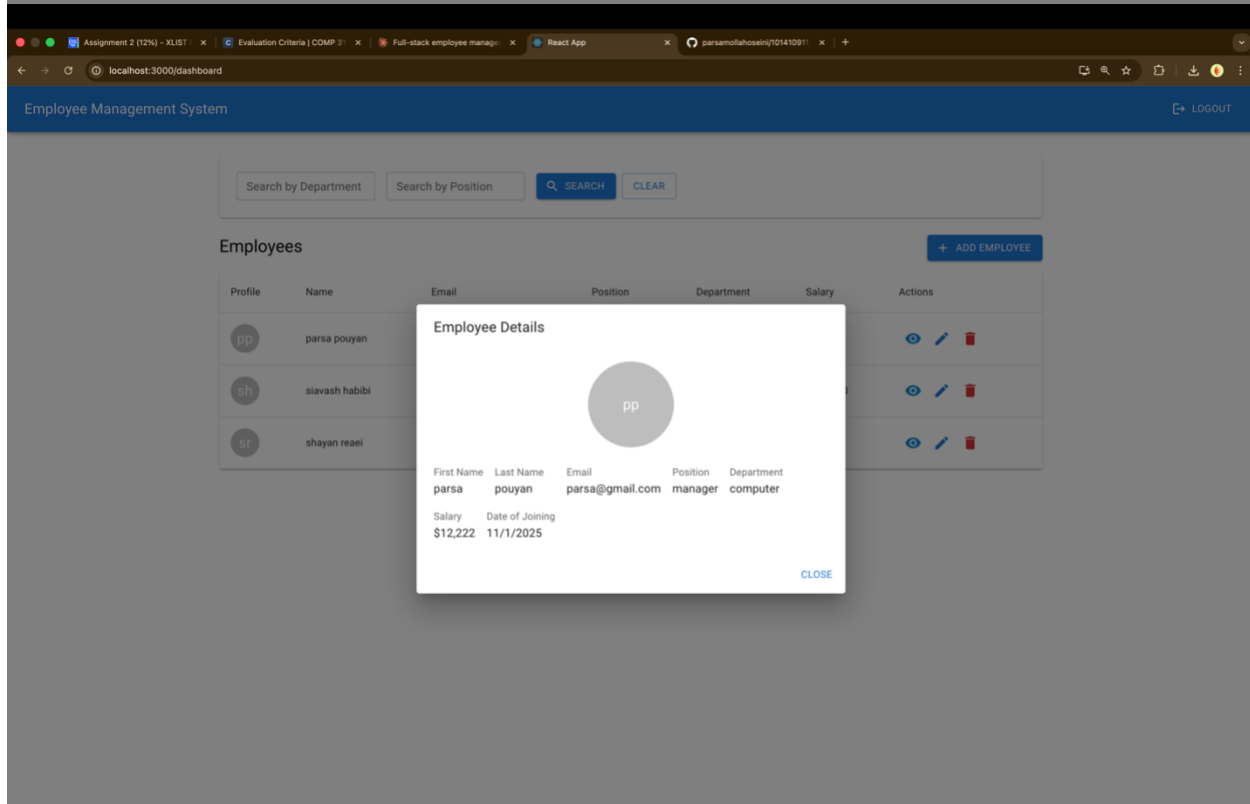 Assignment 2 (12%) - XLIST
Evaluation Criteria | COMP 31
Full-stack employee manage
React App
parsamollahoseini/101410911
localhost:3000/dashboard
Employee Management System
LOGOUT
Search by Department
Search by Position
SEARCH
CLEAR
Employees
+ ADD EMPLOYEE
Profile Name Email Position Department Salary Actions
pp parsa pouyan
sh siavash habibi
sr shayan reaei
Employee Details
pp
First Name Last Name Email Position Department
parsa pouyan parsa@gmail.com manager computer
Salary Date of Joining
$12,222 11/1/2025
CLOSE